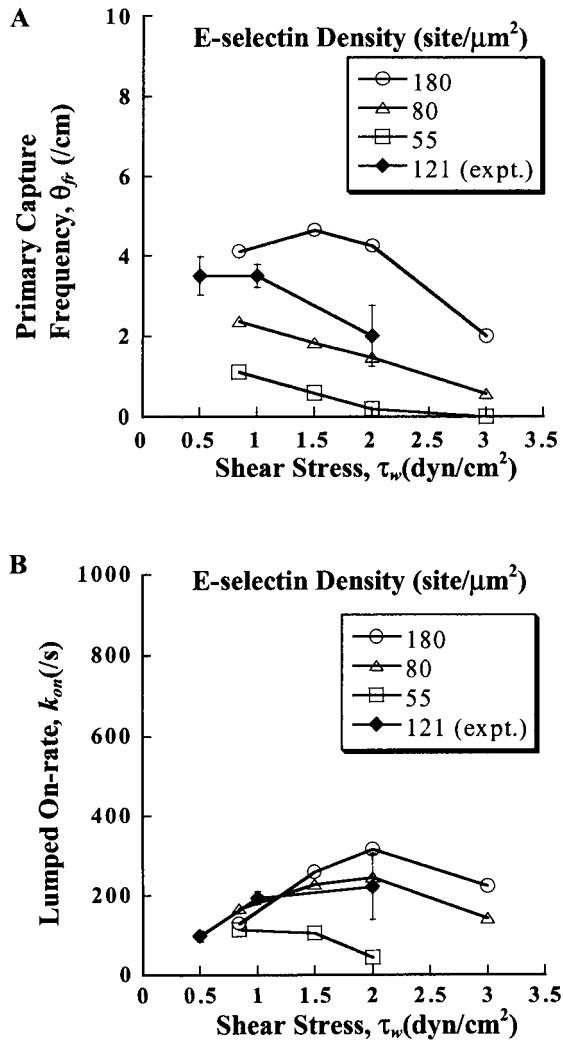 A
E-selectin Density (site/μm²)
180
80
55
121 (expt.)
10
8
6
4
2
0
Primary Capture
Frequency, θfr (/cm)
0 0.5 1 1.5 2 2.5 3 3.5
Shear Stress, τw(dyn/cm²)
B
E-selectin Density (site/μm²)
180
80
55
121 (expt.)
1000
800
600
400
200
0
Lumped On-rate, kon(/s)
0 0.5 1 1.5 2 2.5 3 3.5
Shear Stress, τw(dyn/cm²)